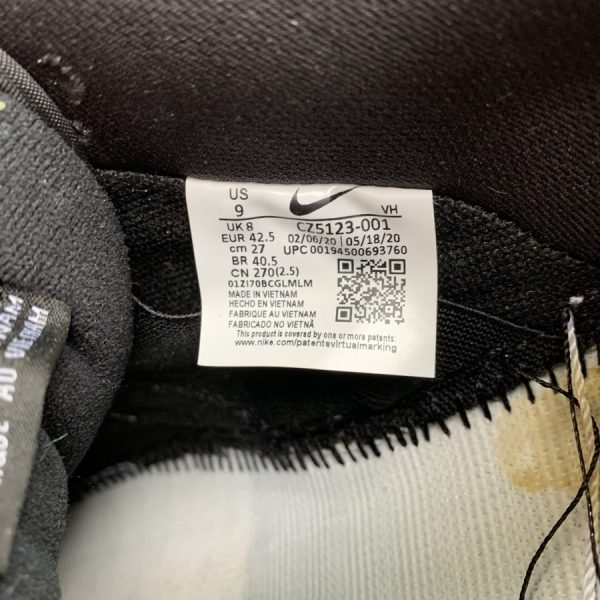 US
9 VH
UK 8 CZ5123-001
EUR 42.5 02/06/20 05/18/20
cm 27 UPC 00194500693760
BR 40.5
CN 270(2.5)
01ZI70BCGLMLM
MADE IN VIETNAM
HECHO EN VIETNAM
FABRIQUE AU VIETNAM
FABRICADO NO VIETNÃ
This product is covered by one or more patents:
www.nike.com/patentsvirtualmarking
AU